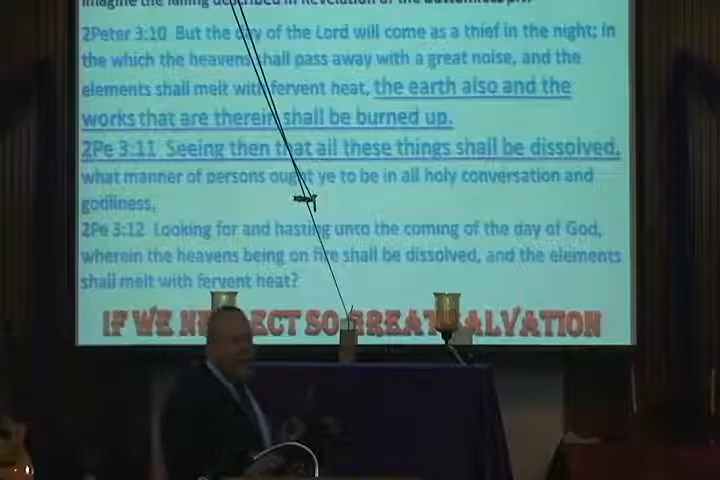 2Peter 3:10 But the day of the Lord will come as a thief in the night; in
the which the heavens shall pass away with a great noise, and the
elements shall melt with fervent heat, the earth also and the
works that are therein shall be burned up.
2Pe 3:11 Seeing then that all these things shall be dissolved,
what manner of persons ought ye to be in all holy conversation and
godliness,
2Pe 3:12 Looking for and hasting unto the coming of the day of God,
wherein the heavens being on fire shall be dissolved, and the elements
shall melt with fervent heat?
IF WE NEGLECT SO GREAT SALVATION